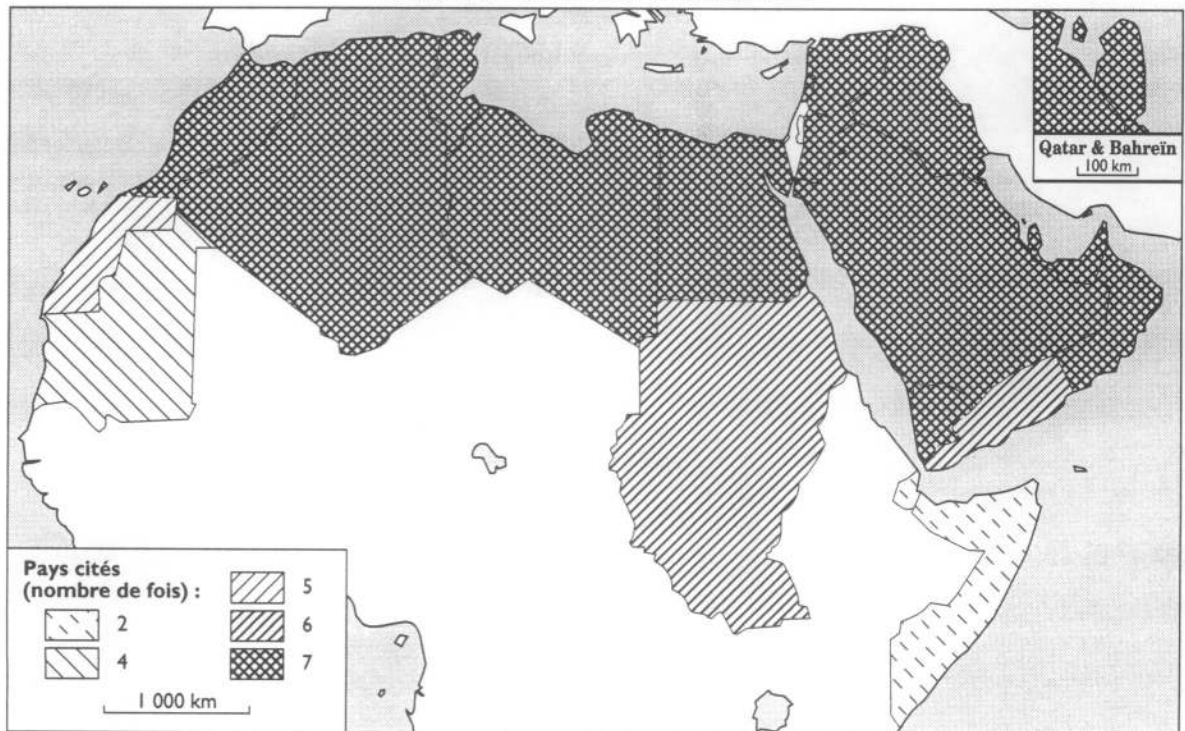 Qatar & Bahreïn
100 km
Pays cités
(nombre de fois) :
2
4
5
6
7
1 000 km